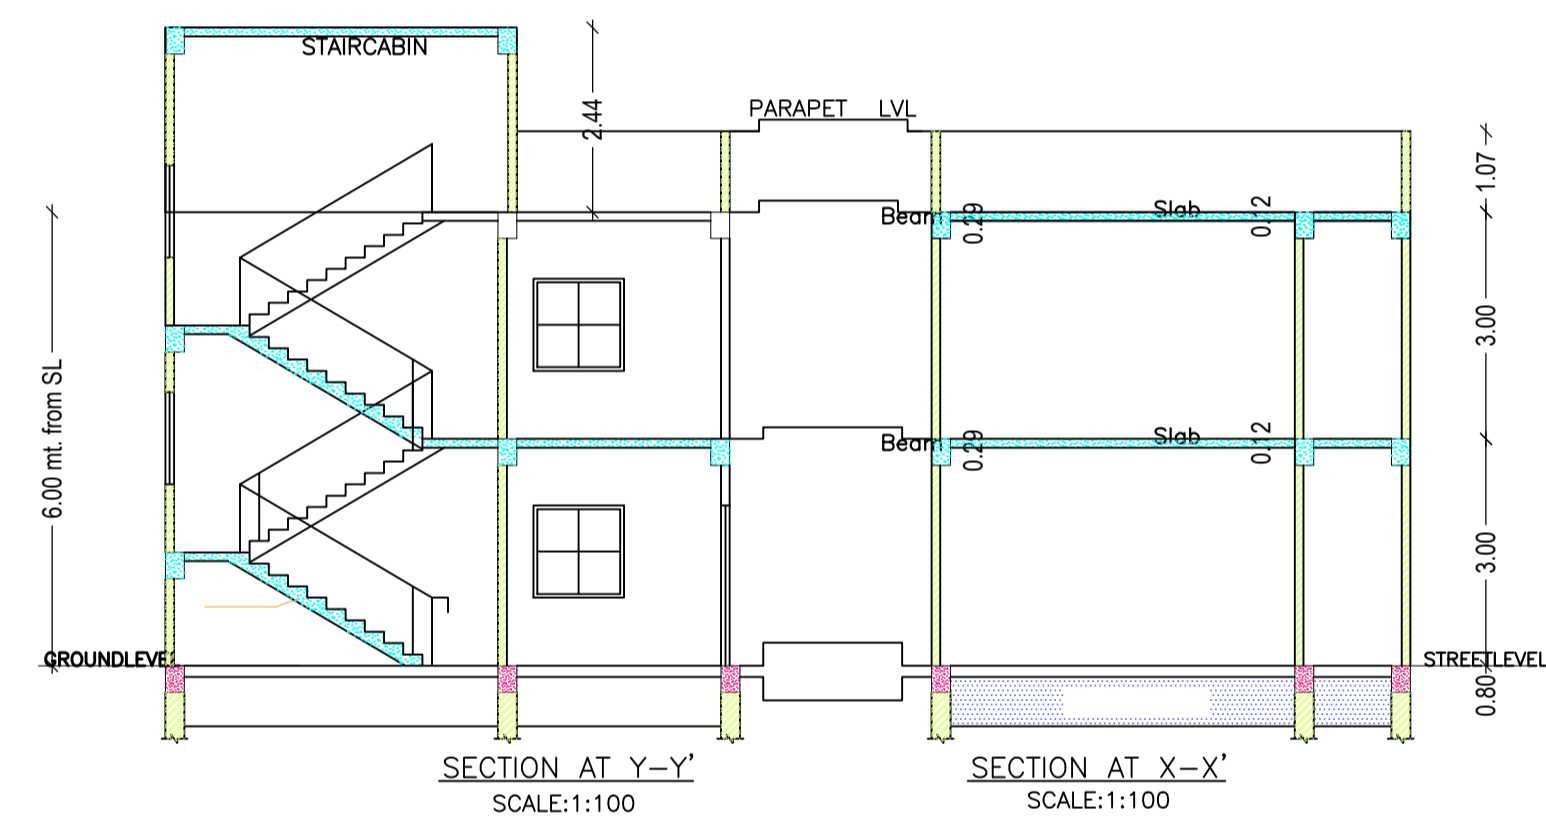 STAIRCABIN
2.44
PARAPET LVL
1.07
Beam
0.29
Slab
0.12
3.00
6.00 mt. from SL
Beam
0.29
Slab
0.12
3.00
GROUNDLEVE
STREETLEVEL
0.80
SECTION AT Y-Y'
SCALE:1:100
SECTION AT X-X'
SCALE:1:100